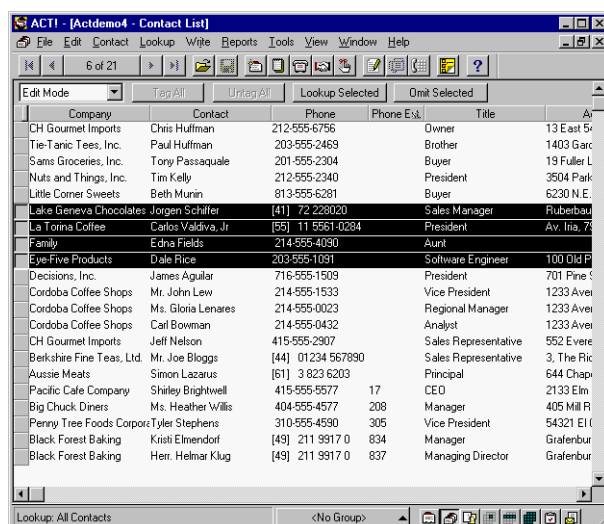 ACT! - [Actdemo4 - Contact List]
File Edit Contact Lookup Write Reports Tools View Window Help
6 of 21
Edit Mode Tag All Untag All Lookup Selected Omit Selected
Company Contact Phone Phone Ext. Title
CH Gourmet Imports Chris Huffman 212-555-6756 Owner 13 East 54
Tie-Tanic Tees, Inc. Paul Huffman 203-555-2469 Brother 1403 Gard
Sams Groceries, Inc. Tony Passaquale 201-555-2304 Buyer 19 Fuller L
Nuts and Things, Inc. Tim Kelly 212-555-2340 President 3504 Park
Little Corner Sweets Beth Munin 813-555-6281 Buyer 6230 N.E.
Lake Geneva Chocolates Jorgen Schiffer [41] 72 228020 Sales Manager Ruberbau
La Torina Coffee Carlos Valdiva, Jr [55] 11 5561-0284 President Av. Iria, 79
Family Edna Fields 214-555-4090 Aunt
Eye-Five Products Dale Rice 203-555-1091 Software Engineer 100 Old P
Decisions, Inc. James Aguilar 716-555-1509 President 701 Pine S
Cordoba Coffee Shops Mr. John Lew 214-555-1533 Vice President 1233 Aver
Cordoba Coffee Shops Ms. Gloria Lenares 214-555-0023 Regional Manager 1233 Aver
Cordoba Coffee Shops Carl Bowman 214-555-0432 Analyst 1233 Aver
CH Gourmet Imports Jeff Nelson 415-555-2907 Sales Representative 552 Evere
Berkshire Fine Teas, Ltd. Mr. Joe Bloggs [44] 01234 567890 Sales Representative 3, The Ric
Aussie Meats Simon Lazarus [61] 3 823 6203 Principal 644 Chap
Pacific Cafe Company Shirley Brightwell 415-555-5577 17 CEO 2133 Elm
Big Chuck Diners Ms. Heather Willis 404-555-4577 208 Manager 405 Mill R
Penny Tree Foods Corpora Tyler Stephens 310-555-4590 305 Vice President 54321 El C
Black Forest Baking Kristi Elmendorf [49] 211 9917 0 834 Manager Grafenbur
Black Forest Baking Herr. Helmar Klug [49] 211 9917 0 837 Managing Director Grafenbur
Lookup: All Contacts <No Group>